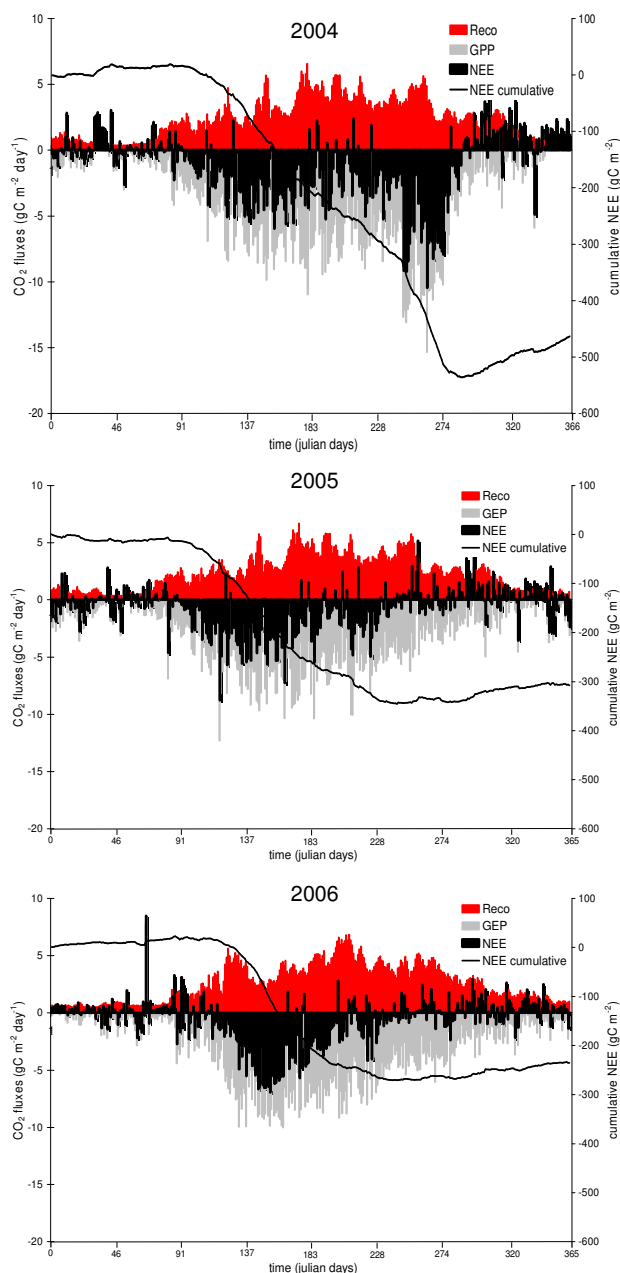 2004
Reco
GPP
NEE
NEE cumulative
10
5
0
-5
-10
-15
-20
100
0
-100
-200
-300
-400
-500
-600
0 46 91 137 183 228 274 320 366
time (julian days)
CO2 fluxes (gC m-2 day-1)
cumulative NEE (gC m-2)
2005
Reco
GEP
NEE
NEE cumulative
10
5
0
-5
-10
-15
-20
100
0
-100
-200
-300
-400
-500
-600
0 46 91 137 183 228 274 320 365
time (julian days)
CO2 fluxes (gC m-2 day-1)
cumulative NEE (gC m-2)
2006
Reco
GEP
NEE
NEE cumulative
10
5
0
-5
-10
-15
-20
100
0
-100
-200
-300
-400
-500
-600
0 46 91 137 183 228 274 320 365
time (julian days)
CO2 fluxes (gC m-2 day-1)
cumulative NEE (gC m-2)